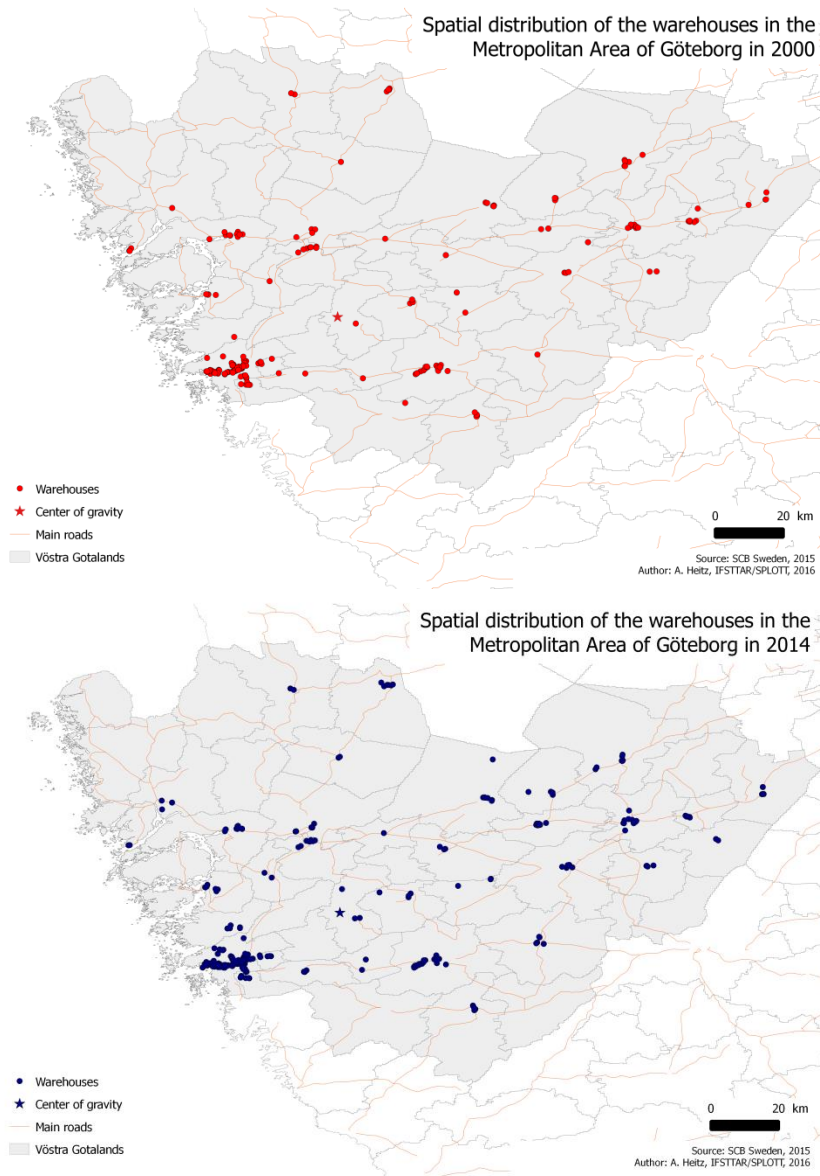 Spatial distribution of the warehouses in the
Metropolitan Area of Göteborg in 2000
Warehouses
Center of gravity
Main roads
Västra Gotalands
0 20 km
Source: SCB Sweden, 2015
Author: A. Heitz, IFSTTAR/SPLOTT, 2016
Spatial distribution of the warehouses in the
Metropolitan Area of Göteborg in 2014
Warehouses
Center of gravity
Main roads
Västra Gotalands
0 20 km
Source: SCB Sweden, 2015
Author: A. Heitz, IFSTTAR/SPLOTT, 2016